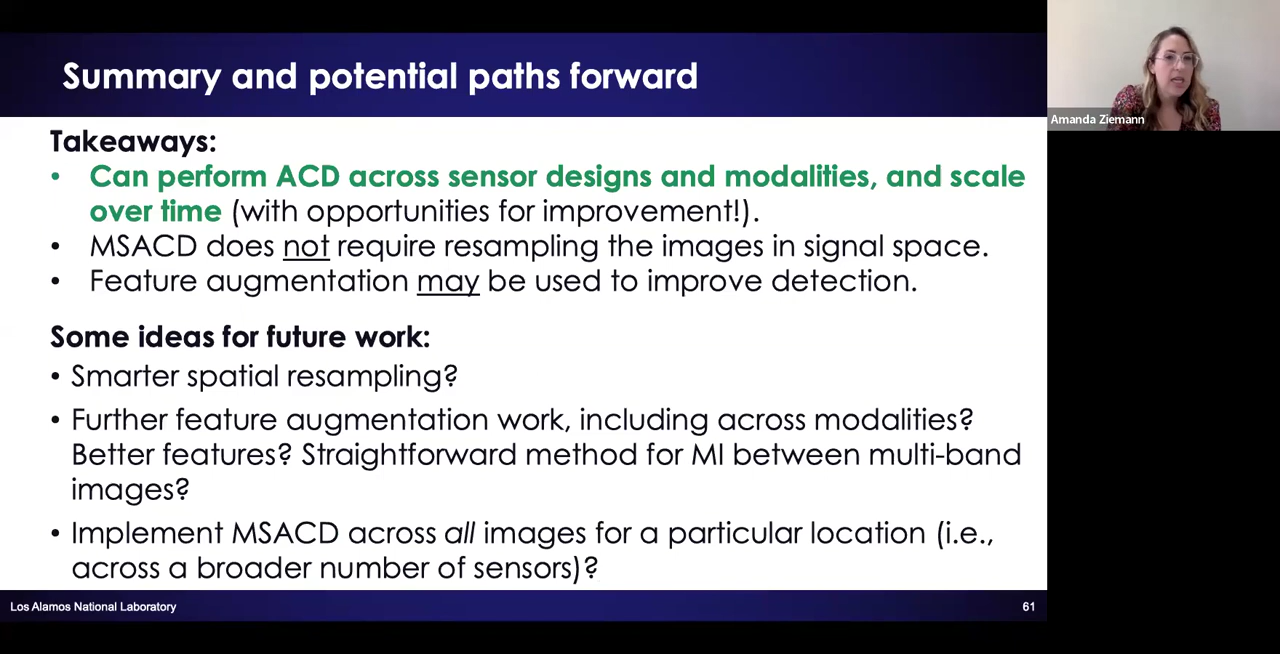 Summary and potential paths forward
Amanda Ziemann
Takeaways:
• Can perform ACD across sensor designs and modalities, and scale
over time (with opportunities for improvement!).
• MSACD does not require resampling the images in signal space.
• Feature augmentation may be used to improve detection.
Some ideas for future work:
• Smarter spatial resampling?
• Further feature augmentation work, including across modalities?
Better features? Straightforward method for MI between multi-band
images?
• Implement MSACD across all images for a particular location (i.e.,
across a broader number of sensors)?
Los Alamos National Laboratory
61